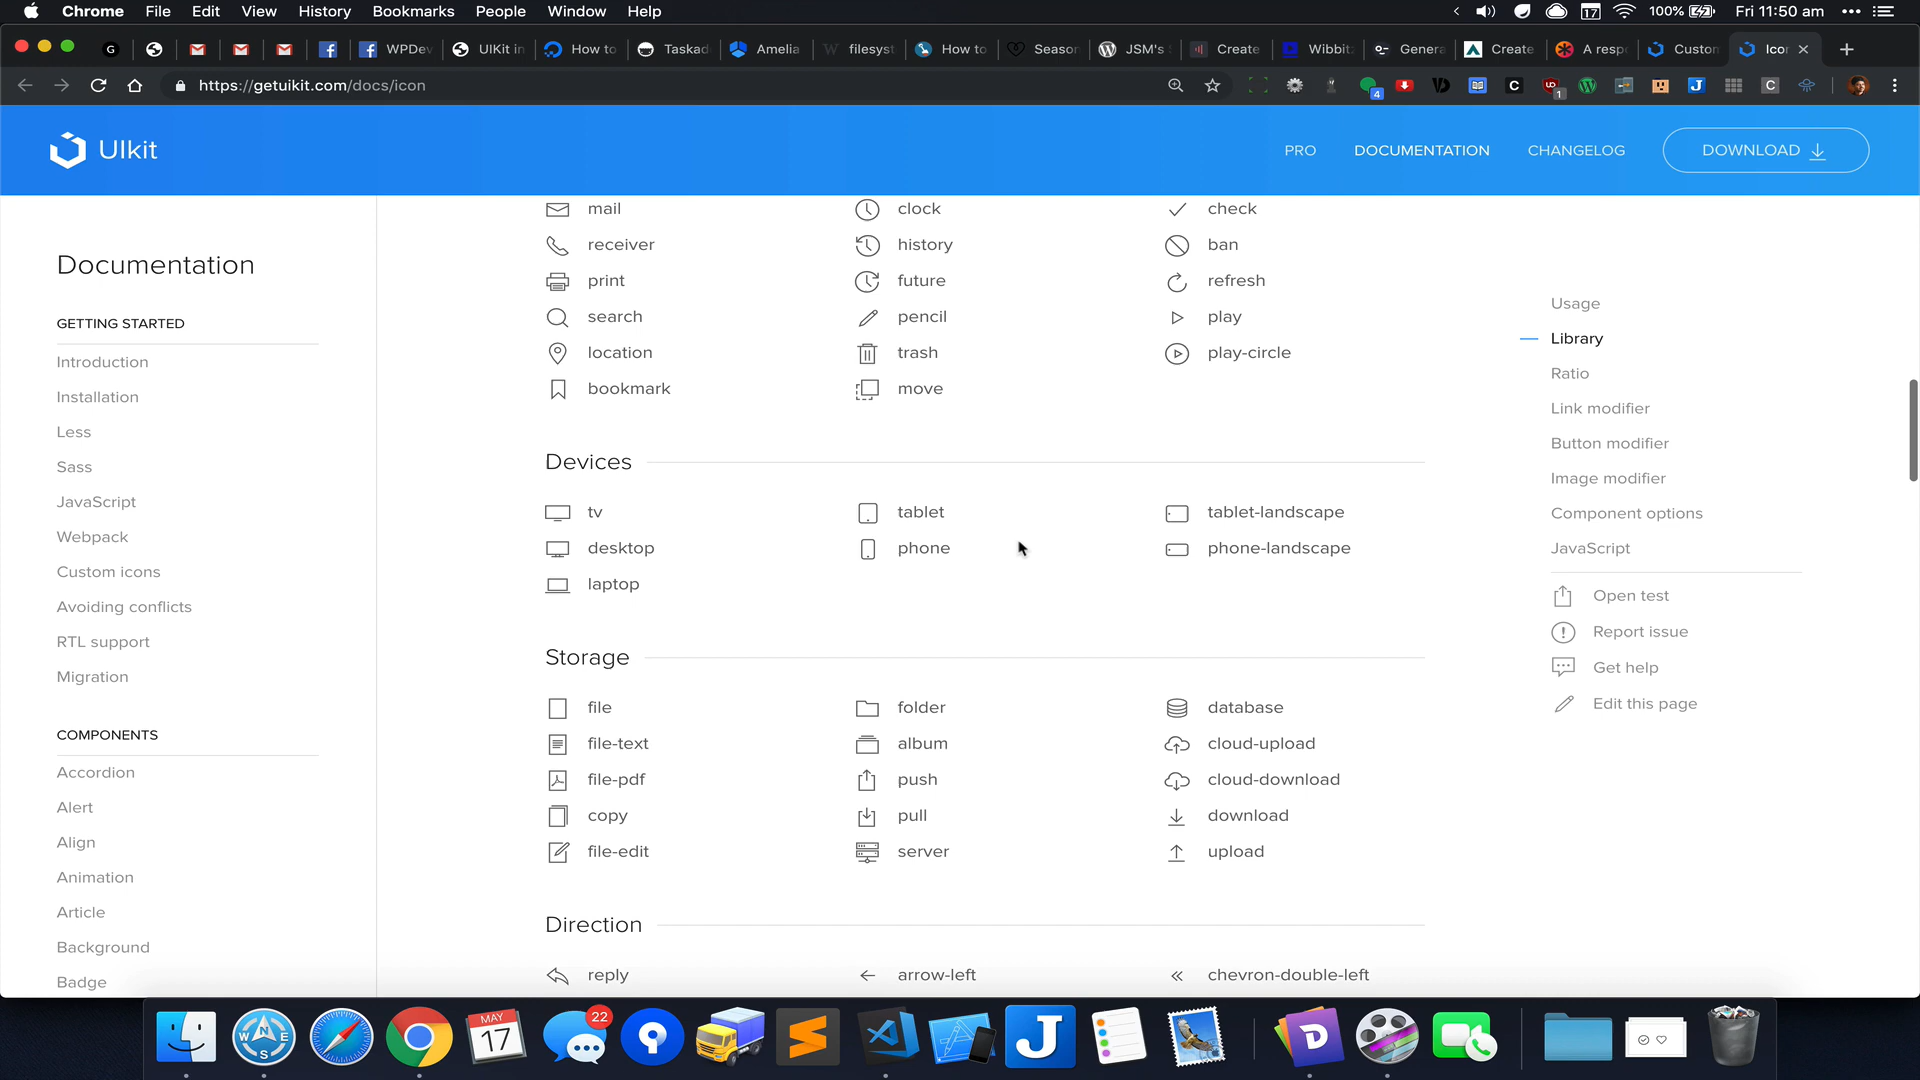 Chrome File Edit View History Bookmarks People Window Help 17 100% Fri 11:50 am
G WPDev UIKit in How to Taskad Amelia filesyst How to Season JSM's Create Wibbitz Genera Create A resp Custom Icon
https://getuikit.com/docs/icon
UIkit PRO DOCUMENTATION CHANGELOG DOWNLOAD
mail clock check
receiver history ban
print future refresh
search pencil play
location trash play-circle
bookmark move
Devices
tv tablet tablet-landscape
desktop phone phone-landscape
laptop
Storage
file folder database
file-text album cloud-upload
file-pdf push cloud-download
copy pull download
file-edit server upload
Direction
reply arrow-left chevron-double-left
Documentation
GETTING STARTED
Introduction
Installation
Less
Sass
JavaScript
Webpack
Custom icons
Avoiding conflicts
RTL support
Migration
COMPONENTS
Accordion
Alert
Align
Animation
Article
Background
Badge
Usage
Library
Ratio
Link modifier
Button modifier
Image modifier
Component options
JavaScript
Open test
Report issue
Get help
Edit this page
MAY
17
22